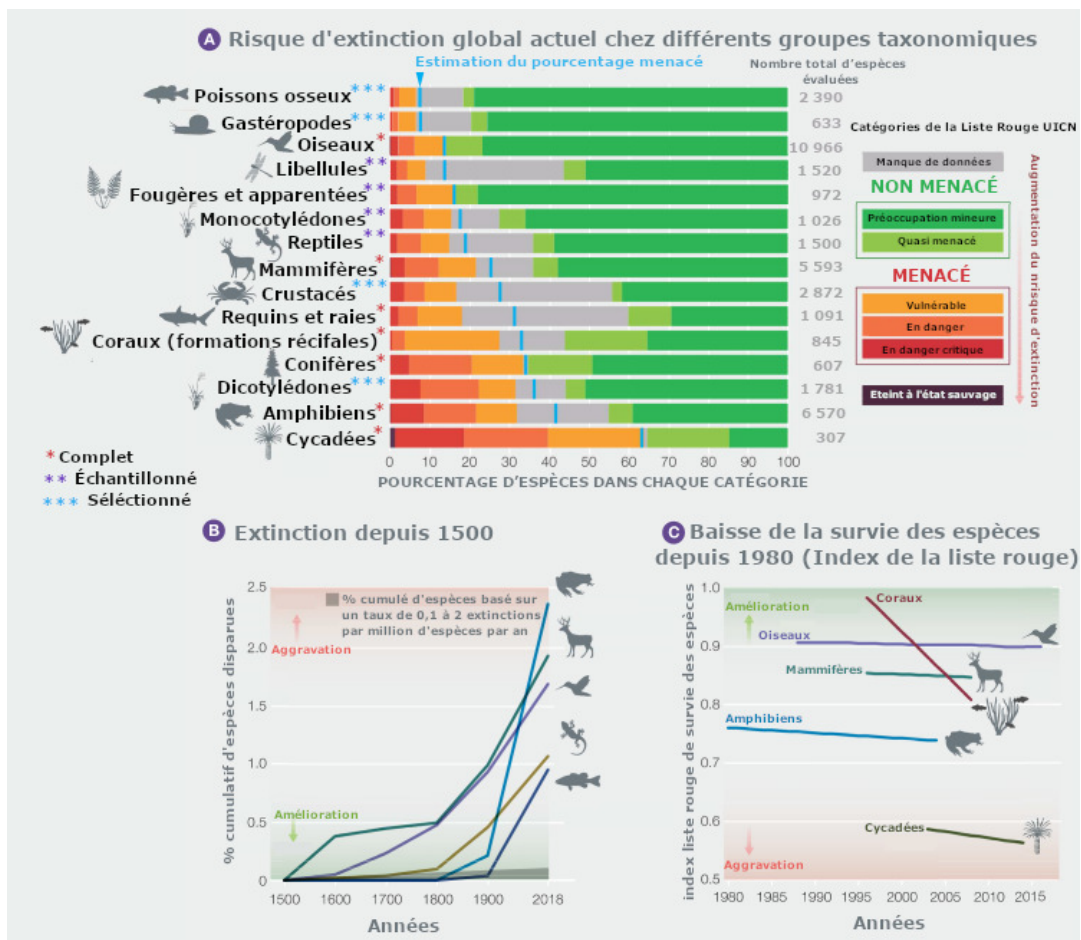 A Risque d'extinction global actuel chez différents groupes taxonomiques
Estimation du pourcentage menacé
Nombre total d'espèces
évaluées
Poissons osseux*** 2 390
Gastéropodes*** 633
Oiseaux* 10 966
Libellules** 1 520
Fougères et apparentées** 972
Monocotylédones** 1 026
Reptiles** 1 500
Mammifères* 5 593
Crustacés*** 2 872
Requins et raies* 1 091
Coraux (formations récifales)* 845
Conifères* 607
Dicotylédones*** 1 781
Amphibiens* 6 570
Cycadées* 307
0 10 20 30 40 50 60 70 80 90 100
POURCENTAGE D'ESPÈCES DANS CHAQUE CATÉGORIE
* Complet
** Échantillonné
*** Séléctionné
Catégories de la Liste Rouge UICN
Manque de données
NON MENACÉ
Préoccupation mineure
Quasi menacé
MENACÉ
Vulnérable
En danger
En danger critique
Eteint à l'état sauvage
Augmentation du nrisque d'extinction
B Extinction depuis 1500
% cumulatif d'espèces disparues
2.5
2.0
1.5
1.0
0.5
0
% cumulé d'espèces basé sur
un taux de 0,1 à 2 extinctions
par million d'espèces par an
Aggravation
Amélioration
1500 1600 1700 1800 1900 2018
Années
C Baisse de la survie des espèces
depuis 1980 (Index de la liste rouge)
index liste rouge de survie des espèces
1.0
0.9
0.8
0.7
0.6
0.5
Amélioration
Coraux
Oiseaux
Mammifères
Amphibiens
Cycadées
Aggravation
1980 1985 1990 1995 2000 2005 2010 2015
Années